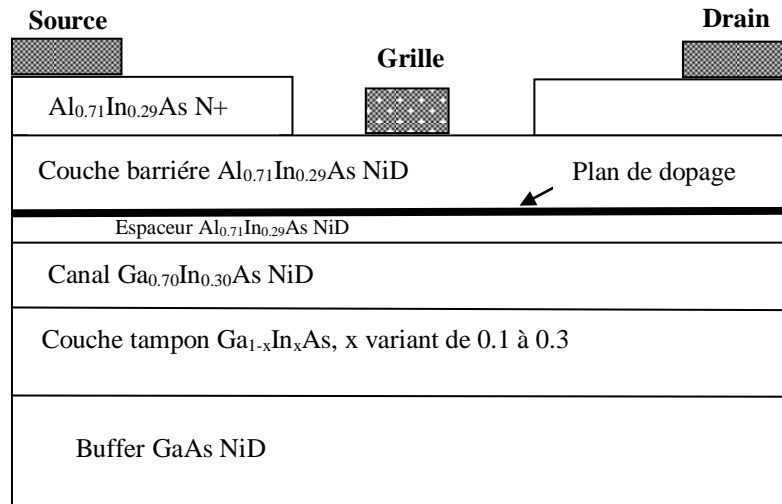 Source
Drain
Grille
Al₀.₇₁In₀.₂₉As N+
Couche barriére Al₀.₇₁In₀.₂₉As NiD
Plan de dopage
Espaceur Al₀.₇₁In₀.₂₉As NiD
Canal Ga₀.₇₀In₀.₃₀As NiD
Couche tampon Ga₁₋ₓInₓAs, x variant de 0.1 à 0.3
Buffer GaAs NiD